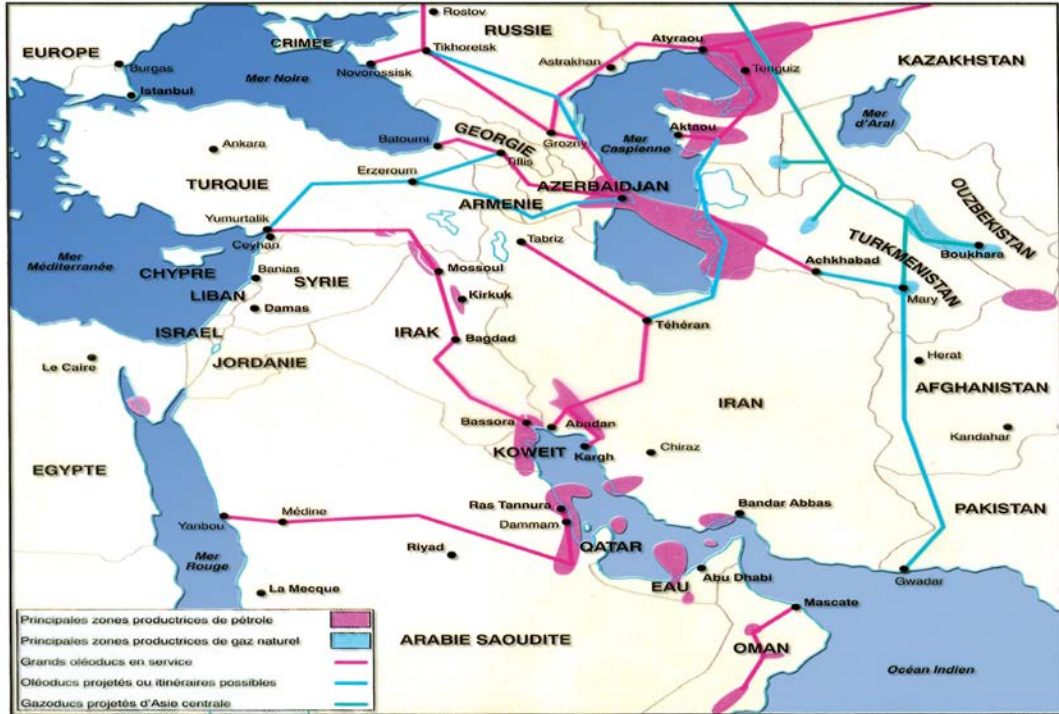 Rostov
RUSSIE
EUROPE
CRIMEE
Tikhoretsk
Atyraou
Burgas
Novorossisk
Astrakhan
Tenguiz
KAZAKHSTAN
Istanbul
Mer Noire
Mer
d'Aral
Batoumi
GEORGIE
Grozny
Mer
Caspienne
Aktaou
Ankara
Tiflis
Erzeroum
TURQUIE
AZERBAIDJAN
ARMENIE
OUZBEKISTAN
Yumurtalik
Ceyhan
Tabriz
TURKMENISTAN
Boukhara
Mer
Méditerranée
CHYPRE
Banias
SYRIE
Mossoul
Achkhabad
Mary
LIBAN
Damas
Kirkuk
Téhéran
ISRAEL
IRAK
Bagdad
JORDANIE
Le Caire
Herat
AFGHANISTAN
IRAN
Bassora
Abadan
Kandahar
KOWEIT
Kargh
Chiraz
EGYPTE
Ras Tannura
Bandar Abbas
PAKISTAN
Yanbou
Médine
Dammam
QATAR
Riyad
Mer
Rouge
EAU
Abu Dhabi
Gwadar
La Mecque
Mascate
ARABIE SAOUDITE
OMAN
Océan Indien
Principales zones productrices de pétrole
Principales zones productrices de gaz naturel
Grands oléoducs en service
Oléoducs projetés ou itinéraires possibles
Gazoducs projetés d'Asie centrale